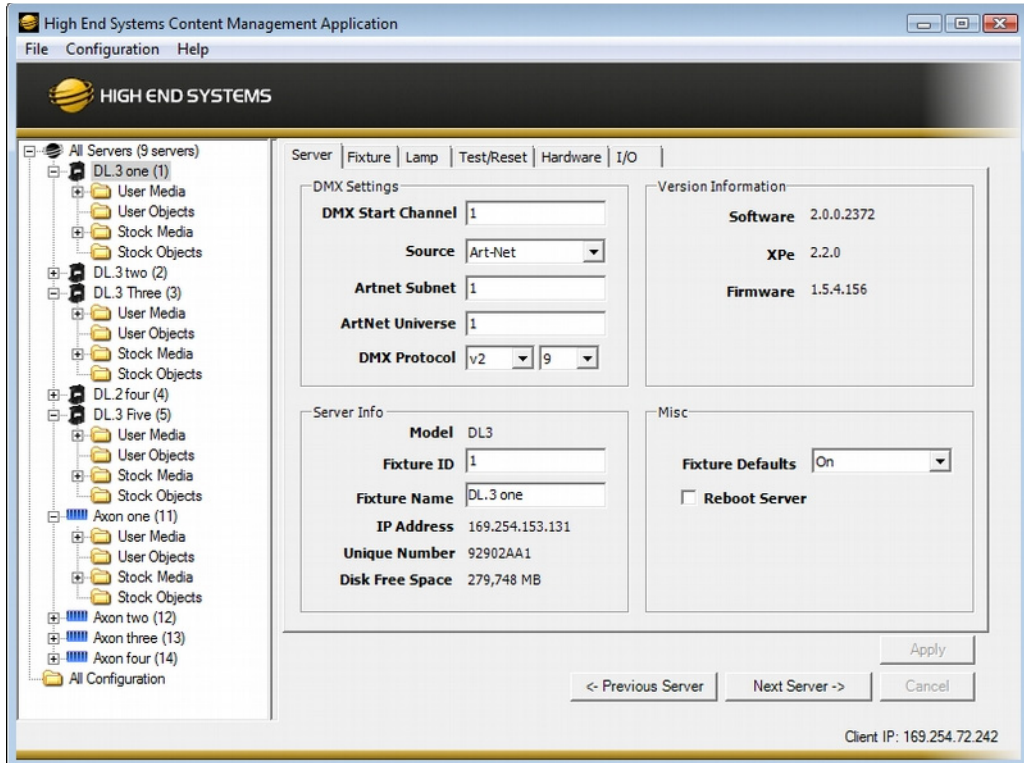 High End Systems Content Management Application
File Configuration Help
HIGH END SYSTEMS
All Servers (9 servers)
DL.3 one (1)
User Media
User Objects
Stock Media
Stock Objects
DL.3 two (2)
DL.3 Three (3)
User Media
User Objects
Stock Media
Stock Objects
DL.2 four (4)
DL.3 Five (5)
User Media
User Objects
Stock Media
Stock Objects
Axon one (11)
User Media
User Objects
Stock Media
Stock Objects
Axon two (12)
Axon three (13)
Axon four (14)
All Configuration
Server Fixture Lamp Test/Reset Hardware I/O
DMX Settings
DMX Start Channel 1
Source Art-Net
Artnet Subnet 1
ArtNet Universe 1
DMX Protocol v2 9
Version Information
Software 2.0.0.2372
XPe 2.2.0
Firmware 1.5.4.156
Server Info
Model DL3
Fixture ID 1
Fixture Name DL.3 one
IP Address 169.254.153.131
Unique Number 92902AA1
Disk Free Space 279,748 MB
Misc
Fixture Defaults On
Reboot Server
Apply
<- Previous Server Next Server -> Cancel
Client IP: 169.254.72.242